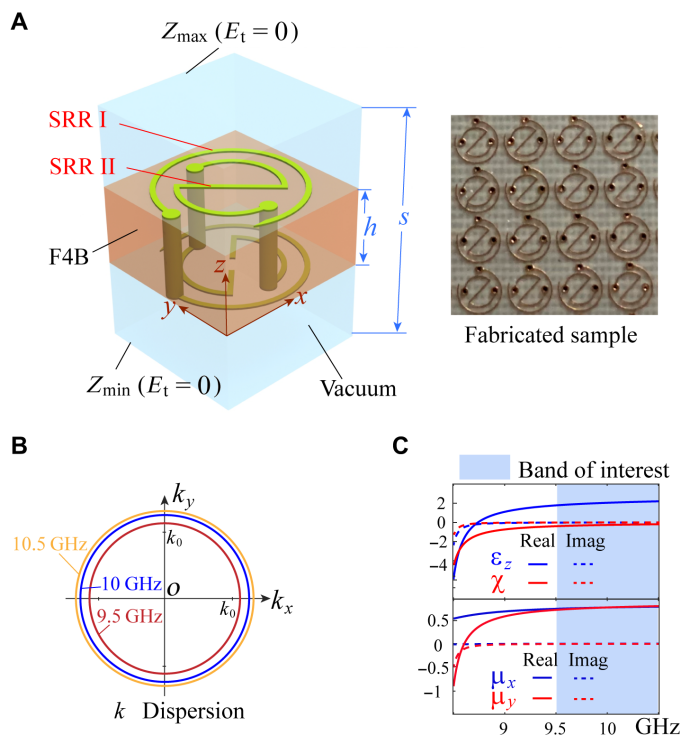 A
Zmax (Et = 0)
SRR I
SRR II
F4B
h
s
z
y
x
Zmin (Et = 0)
Vacuum
Fabricated sample
B
ky
10.5 GHz
k0
10 GHz
o
k0
kx
9.5 GHz
k Dispersion
C
Band of interest
2
0
-2
-4
Real Imag
εz
χ
0.5
0
-0.5
-1
Real Imag
μx
μy
9 9.5 10 GHz